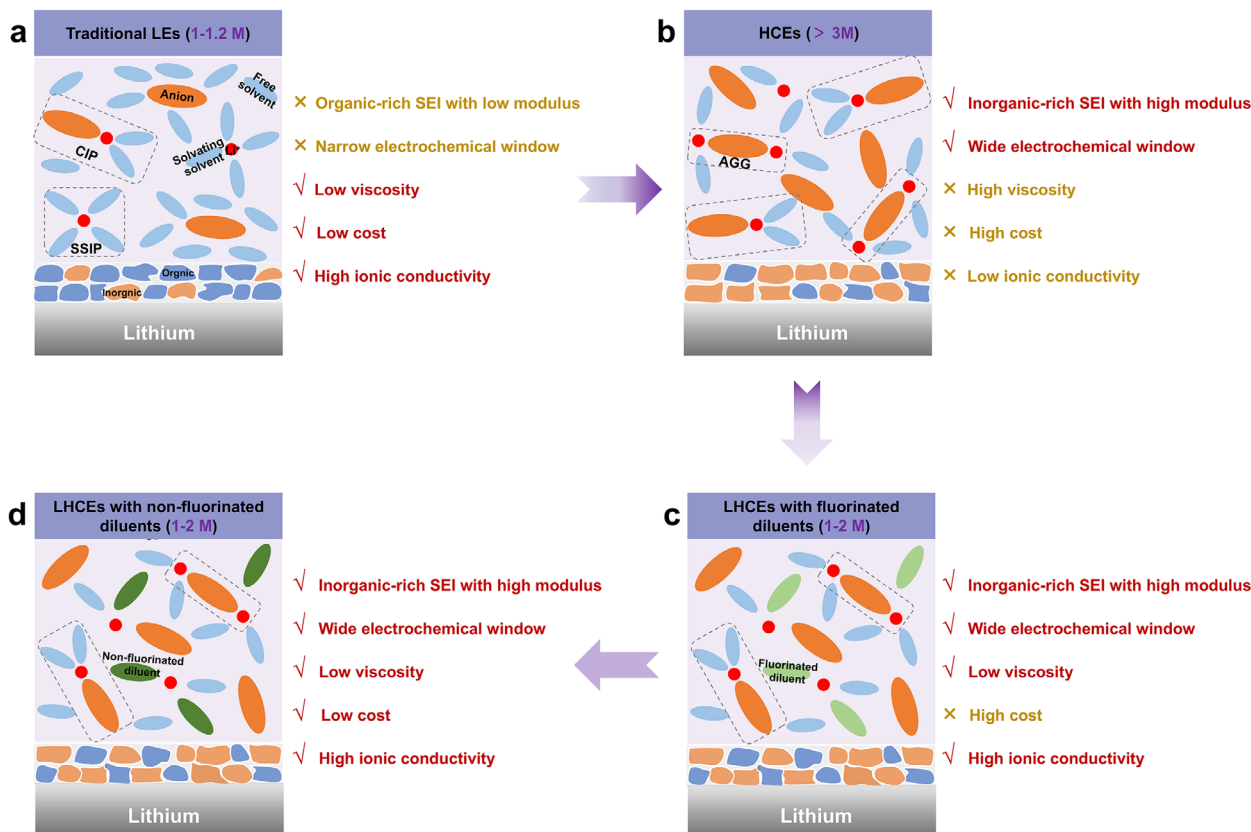 a
Traditional LEs (1-1.2 M)
Free
solvent
Anion
CIP
Solvating
solvent
Li⁺
SSIP
Orgnic
Inorgnic
Lithium
× Organic-rich SEI with low modulus
× Narrow electrochemical window
√ Low viscosity
√ Low cost
√ High ionic conductivity
b
HCEs (> 3M)
AGG
Lithium
√ Inorganic-rich SEI with high modulus
√ Wide electrochemical window
× High viscosity
× High cost
× Low ionic conductivity
d
LHCEs with non-fluorinated
diluents (1-2 M)
Non-fluorinated
diluent
Lithium
√ Inorganic-rich SEI with high modulus
√ Wide electrochemical window
√ Low viscosity
√ Low cost
√ High ionic conductivity
c
LHCEs with fluorinated
diluents (1-2 M)
Fluorinated
diluent
Lithium
√ Inorganic-rich SEI with high modulus
√ Wide electrochemical window
√ Low viscosity
× High cost
√ High ionic conductivity